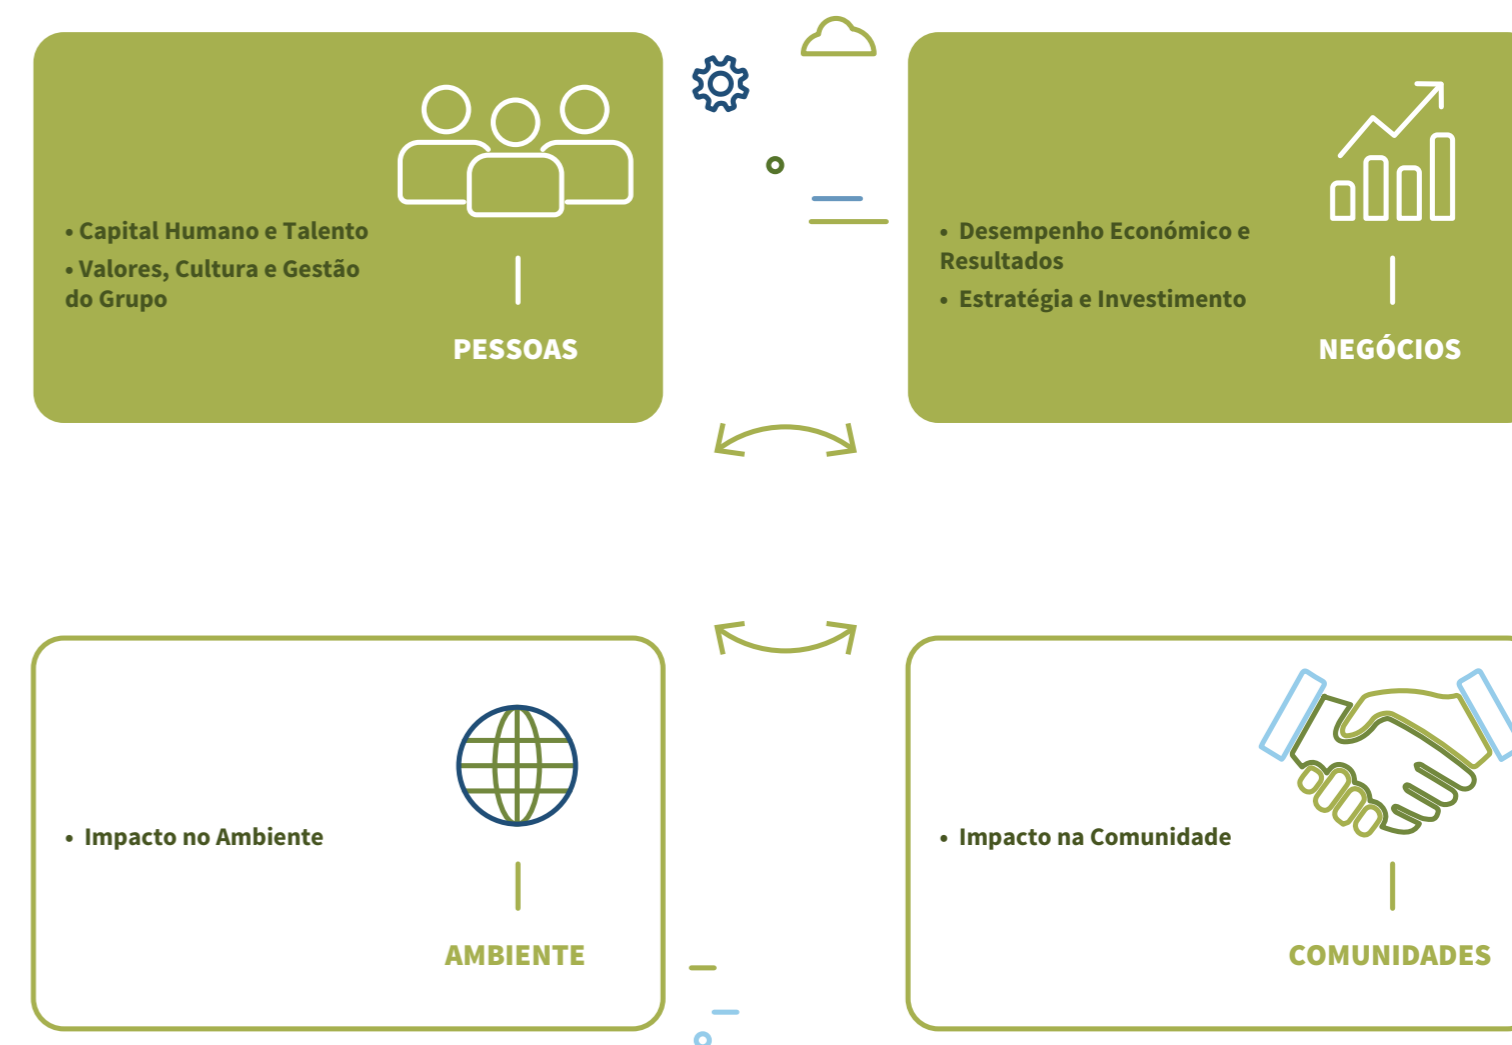 • Capital Humano e Talento
• Valores, Cultura e Gestão
do Grupo
PESSOAS
• Desempenho Económico e
Resultados
• Estratégia e Investimento
NEGÓCIOS
• Impacto no Ambiente
AMBIENTE
• Impacto na Comunidade
COMUNIDADES